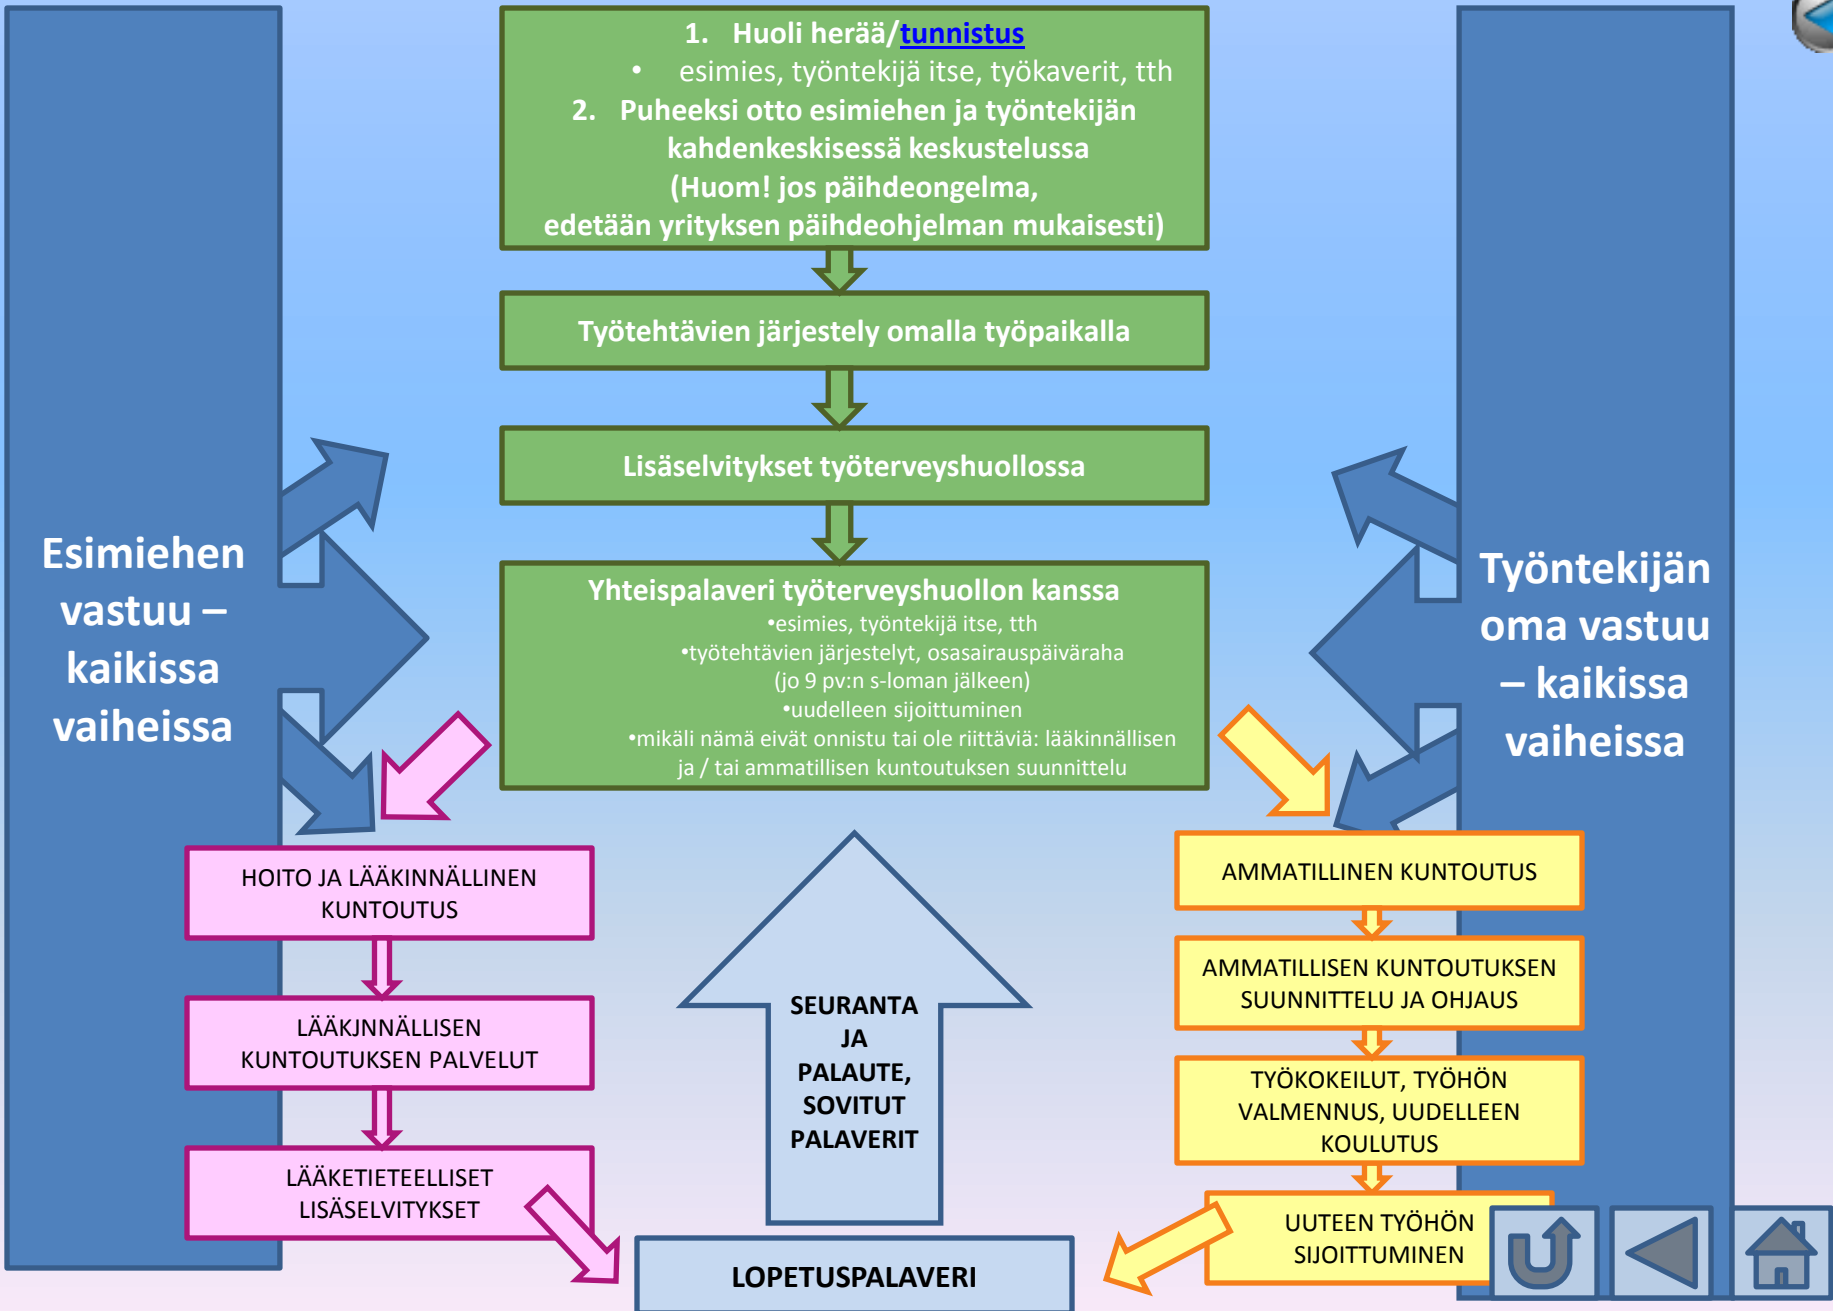 1. Huoli herää/tunnistus
• esimies, työntekijä itse, työkaverit, tth
2. Puheeksi otto esimiehen ja työntekijän
kahdenkeskisessä keskustelussa
(Huom! jos päihdeongelma,
edetään yrityksen päihdeohjelman mukaisesti)
Työtehtävien järjestely omalla työpaikalla
Lisäselvitykset työterveyshuollossa
Esimiehen
vastuu –
kaikissa
vaiheissa
Yhteispalaveri työterveyshuollon kanssa
•esimies, työntekijä itse, tth
•työtehtävien järjestelyt, osasairauspäiväraha
(jo 9 pv:n s-loman jälkeen)
•uudelleen sijoittuminen
•mikäli nämä eivät onnistu tai ole riittäviä: lääkinnällisen
ja / tai ammatillisen kuntoutuksen suunnittelu
Työntekijän
oma vastuu
– kaikissa
vaiheissa
HOITO JA LÄÄKINNÄLLINEN
KUNTOUTUS
LÄÄKJNNÄLLISEN
KUNTOUTUKSEN PALVELUT
LÄÄKETIETEELLISET
LISÄSELVITYKSET
SEURANTA
JA
PALAUTE,
SOVITUT
PALAVERIT
AMMATILLINEN KUNTOUTUS
AMMATILLISEN KUNTOUTUKSEN
SUUNNITTELU JA OHJAUS
TYÖKOKEILUT, TYÖHÖN
VALMENNUS, UUDELLEEN
KOULUTUS
UUTEEN TYÖHÖN
SIJOITTUMINEN
LOPETUSPALAVERI